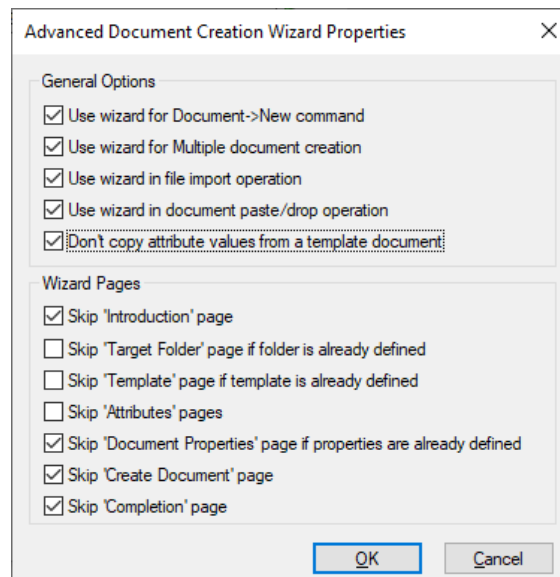 Advanced Document Creation Wizard Properties
General Options
Use wizard for Document->New command
Use wizard for Multiple document creation
Use wizard in file import operation
Use wizard in document paste/drop operation
Don't copy attribute values from a template document
Wizard Pages
Skip 'Introduction' page
Skip 'Target Folder' page if folder is already defined
Skip 'Template' page if template is already defined
Skip 'Attributes' pages
Skip 'Document Properties' page if properties are already defined
Skip 'Create Document' page
Skip 'Completion' page
OK
Cancel